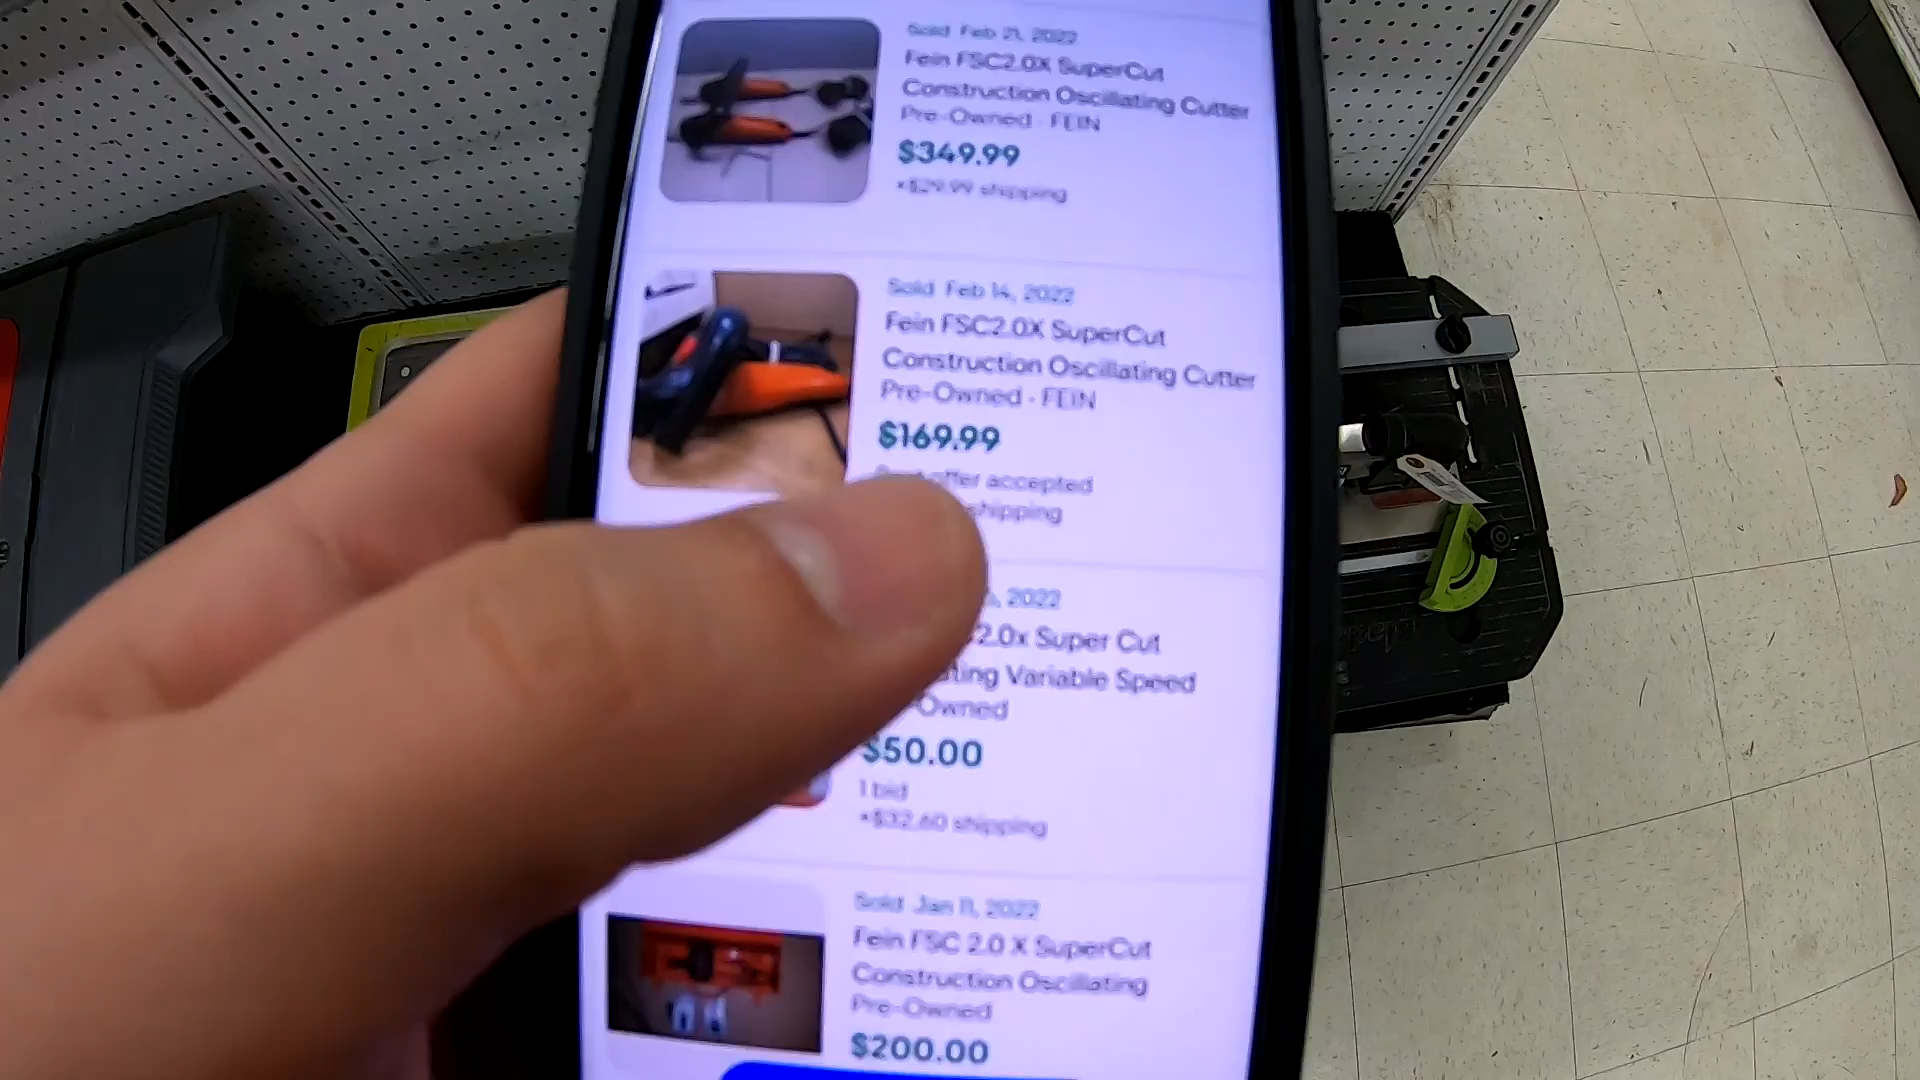 Sold Feb 21, 2022
Fein FSC2.0X SuperCut
Construction Oscillating Cutter
Pre-Owned · FEIN
$349.99
+$29.99 shipping
Sold Feb 14, 2022
Fein FSC2.0X SuperCut
Construction Oscillating Cutter
Pre-Owned · FEIN
$169.99
offer accepted
shipping
, 2022
2.0x Super Cut
ting Variable Speed
-Owned
$50.00
1 bid
+$32.60 shipping
Sold Jan 11, 2022
Fein FSC 2.0 X SuperCut
Construction Oscillating
Pre-Owned
$200.00